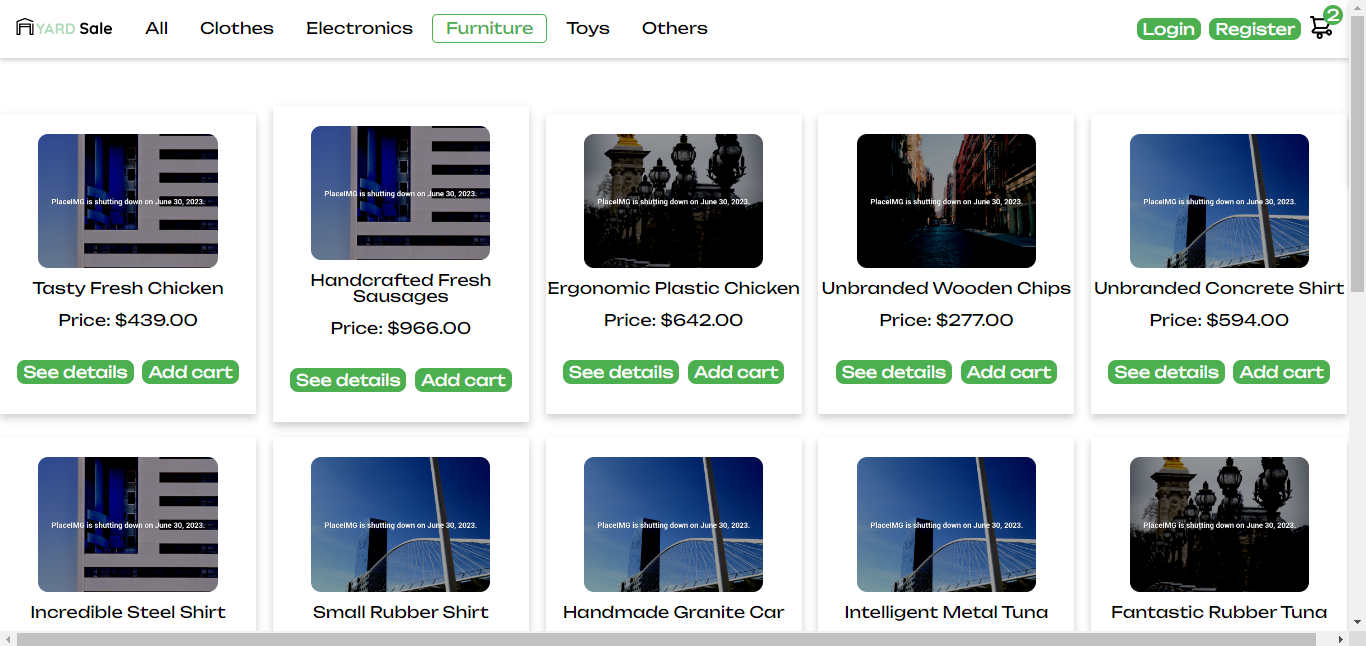 YARD Sale
All
Clothes
Electronics
Furniture
Toys
Others
Login
Register
2
PlaceIMG is shutting down on June 30, 2023.
Tasty Fresh Chicken
Price: $439.00
See details
Add cart
PlaceIMG is shutting down on June 30, 2023.
Handcrafted Fresh
Sausages
Price: $966.00
See details
Add cart
PlaceIMG is shutting down on June 30, 2023.
Ergonomic Plastic Chicken
Price: $642.00
See details
Add cart
PlaceIMG is shutting down on June 30, 2023.
Unbranded Wooden Chips
Price: $277.00
See details
Add cart
PlaceIMG is shutting down on June 30, 2023.
Unbranded Concrete Shirt
Price: $594.00
See details
Add cart
PlaceIMG is shutting down on June 30, 2023.
Incredible Steel Shirt
PlaceIMG is shutting down on June 30, 2023.
Small Rubber Shirt
PlaceIMG is shutting down on June 30, 2023.
Handmade Granite Car
PlaceIMG is shutting down on June 30, 2023.
Intelligent Metal Tuna
PlaceIMG is shutting down on June 30, 2023.
Fantastic Rubber Tuna